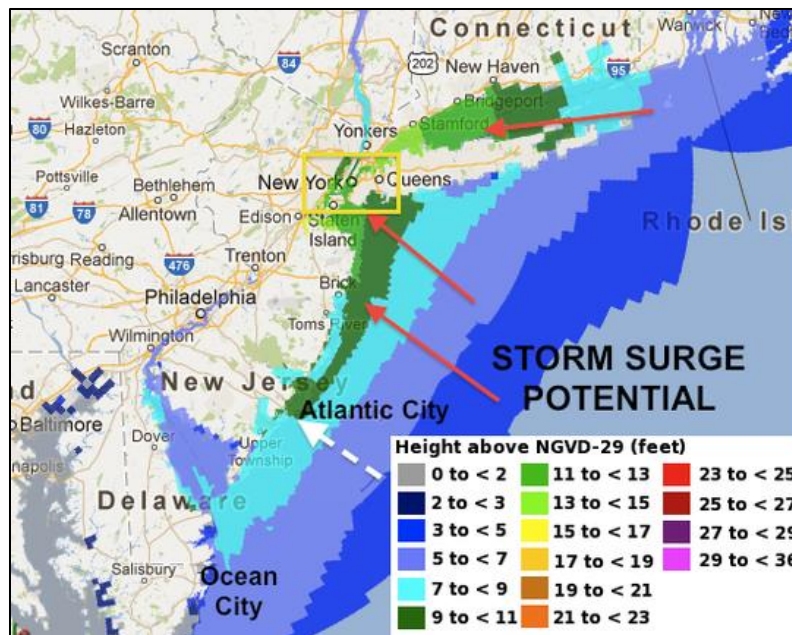 Connecticut
Scranton
Warwick
New
Bed
84
202
New Haven
95
Wilkes-Barre
Bridgeport
80
Hazleton
Stamford
Yonkers
Pottsville
New York
Queens
81
78
Bethlehem
Allentown
Edison
Staten
Island
Rhode Is
Reading
476
Trenton
risburg
Lancaster
Brick
Philadelphia
Toms River
Wilmington
STORM SURGE
POTENTIAL
nd
New Jersey
Atlantic City
Baltimore
Dover
Upper
Township
napolis
Delaware
Salisbury
Ocean
City
Height above NGVD-29 (feet)
0 to < 2 11 to < 13 23 to < 25
2 to < 3 13 to < 15 25 to < 27
3 to < 5 15 to < 17 27 to < 29
5 to < 7 17 to < 19 29 to < 36
7 to < 9 19 to < 21
9 to < 11 21 to < 23